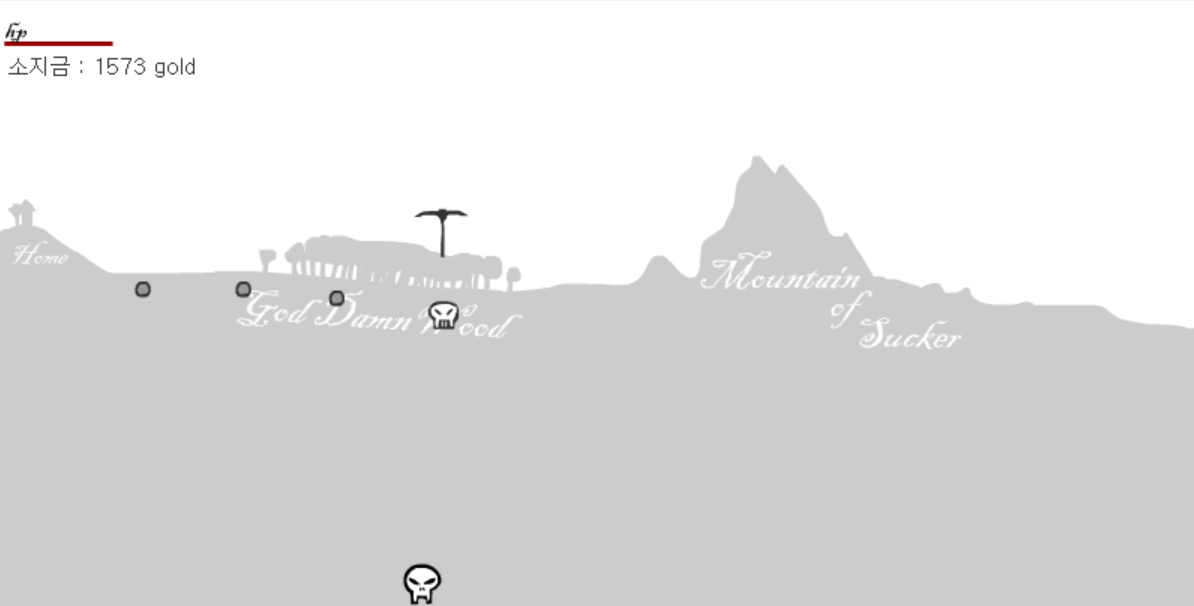 hp
소지금 : 1573 gold
Home
God Damn Wood
Mountain
of
Sucker